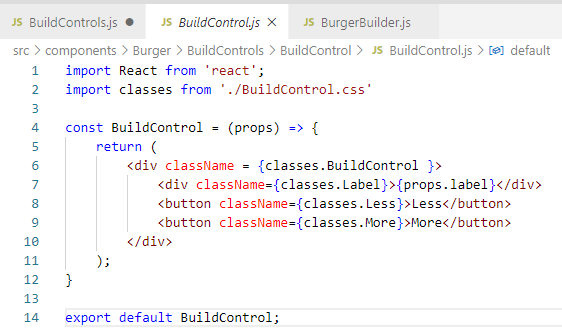 JS BuildControls.js ● JS BuildControl.js × JS BurgerBuilder.js
src > components > Burger > BuildControls > BuildControl > JS BuildControl.js > default
1 import React from 'react';
2 import classes from './BuildControl.css'
3
4 const BuildControl = (props) => {
5 return (
6 <div className = {classes.BuildControl }>
7 <div className={classes.Label}>{props.label}</div>
8 <button className={classes.Less}>Less</button>
9 <button className={classes.More}>More</button>
10 </div>
11 );
12 }
13
14 export default BuildControl;